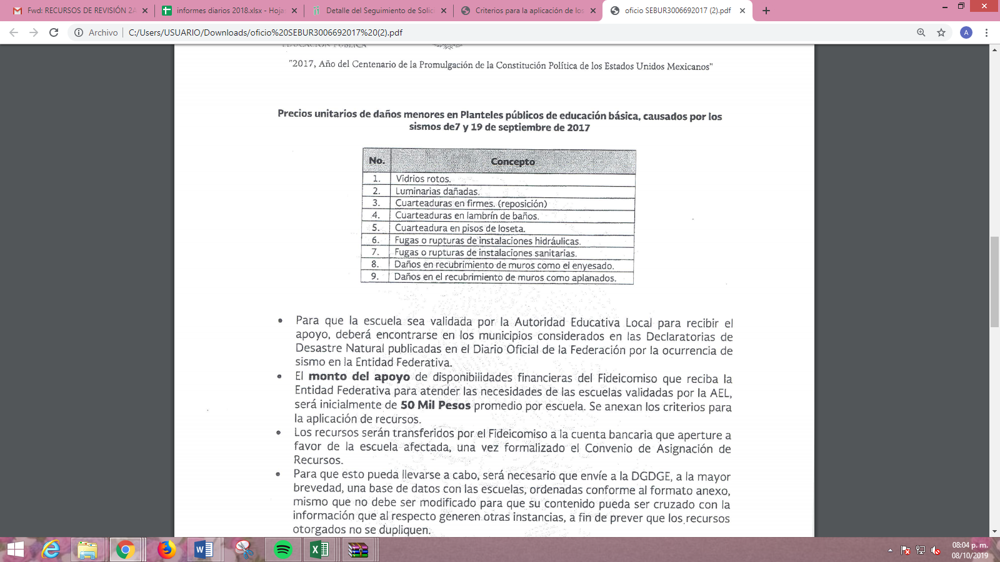 Fwd: RECURSOS DE REVISIÓN 2A
informes diarios 2018.xlsx - Hoja
Detalle del Seguimiento de Solic
Criterios para la aplicación de los
oficio SEBUR3006692017 (2).pdf
Archivo | C:/Users/USUARIO/Downloads/oficio%20SEBUR3006692017%20(2).pdf
A
EDUCACIÓN PÚBLICA
"2017, Año del Centenario de la Promulgación de la Constitución Política de los Estados Unidos Mexicanos"
Precios unitarios de daños menores en Planteles públicos de educación básica, causados por los
sismos de7 y 19 de septiembre de 2017
No. Concepto
1. Vidrios rotos.
2. Luminarias dañadas.
3. Cuarteaduras en firmes. (reposición)
4. Cuarteaduras en lambrín de baños.
5. Cuarteadura en pisos de loseta.
6. Fugas o rupturas de instalaciones hidráulicas.
7. Fugas o rupturas de instalaciones sanitarias.
8. Daños en recubrimiento de muros como el enyesado.
9. Daños en el recubrimiento de muros como aplanados.
• Para que la escuela sea validada por la Autoridad Educativa Local para recibir el
apoyo, deberá encontrarse en los municipios considerados en las Declaratorias de
Desastre Natural publicadas en el Diario Oficial de la Federación por la ocurrencia de
sismo en la Entidad Federativa.
• El monto del apoyo de disponibilidades financieras del Fideicomiso que reciba la
Entidad Federativa para atender las necesidades de las escuelas validadas por la AEL,
será inicialmente de 50 Mil Pesos promedio por escuela. Se anexan los criterios para
la aplicación de recursos.
• Los recursos serán transferidos por el Fideicomiso a la cuenta bancaria que aperture a
favor de la escuela afectada, una vez formalizado el Convenio de Asignación de
Recursos.
• Para que esto pueda llevarse a cabo, será necesario que envíe a la DGDGE, a la mayor
brevedad, una base de datos con las escuelas, ordenadas conforme al formato anexo,
mismo que no debe ser modificado para que su contenido pueda ser cruzado con la
información que al respecto generen otras instancias, a fin de prever que los recursos
otorgados no se dupliquen.
08:04 p. m.
08/10/2019